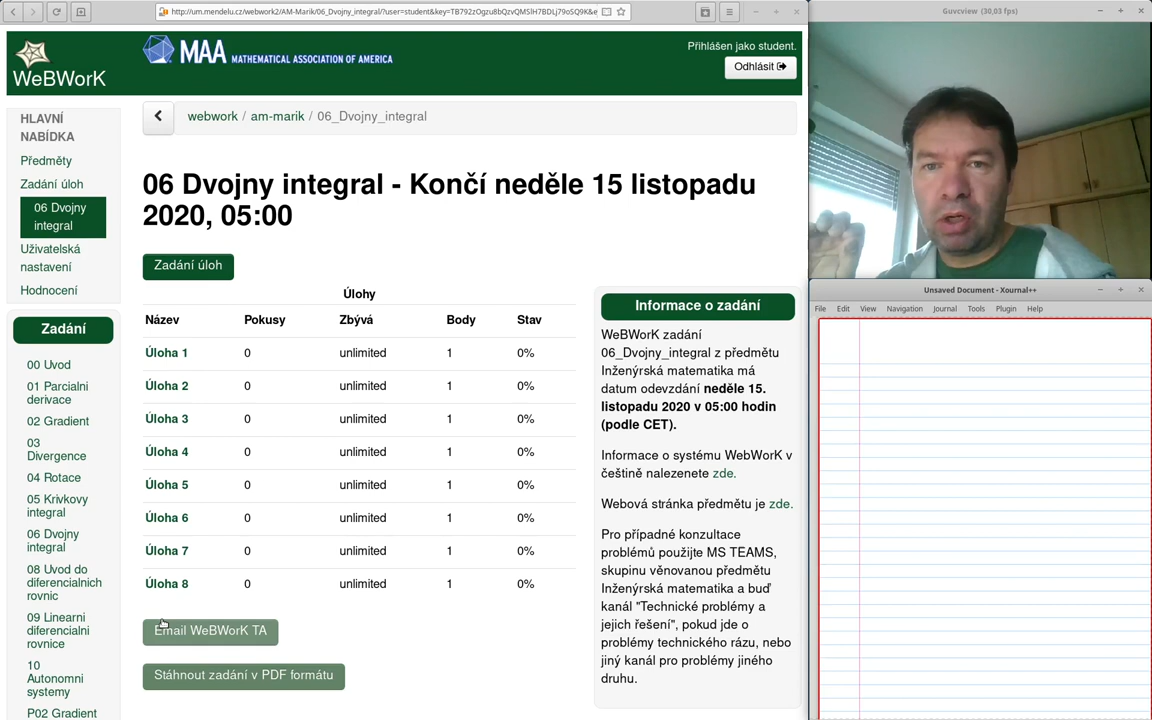 http://um.mendelu.cz/webwork2/AM-Marik/06_Dvojny_integral/?user=student&key=TB792zOgzu8bQzvQMSlH7BDLj79oSQ9K&e
Guvcview (30,03 fps)
WeBWorK
MAA MATHEMATICAL ASSOCIATION OF AMERICA
Přihlášen jako student.
Odhlásit
HLAVNÍ NABÍDKA
Předměty
Zadání úloh
06 Dvojny
integral
Uživatelská
nastavení
Hodnocení
Zadání
00 Uvod
01 Parcialni
derivace
02 Gradient
03
Divergence
04 Rotace
05 Krivkovy
integral
06 Dvojny
integral
08 Uvod do
diferencialnich
rovnic
09 Linearni
diferencialni
rovnice
10
Autonomni
systemy
P02 Gradient
webwork / am-marik / 06_Dvojny_integral
06 Dvojny integral - Končí neděle 15 listopadu
2020, 05:00
Zadání úloh
Úlohy
Název Pokusy Zbývá Body Stav
Úloha 1 0 unlimited 1 0%
Úloha 2 0 unlimited 1 0%
Úloha 3 0 unlimited 1 0%
Úloha 4 0 unlimited 1 0%
Úloha 5 0 unlimited 1 0%
Úloha 6 0 unlimited 1 0%
Úloha 7 0 unlimited 1 0%
Úloha 8 0 unlimited 1 0%
Email WeBWorK TA
Stáhnout zadání v PDF formátu
Informace o zadání
WeBWorK zadání
06_Dvojny_integral z předmětu
Inženýrská matematika má
datum odevzdání neděle 15.
listopadu 2020 v 05:00 hodin
(podle CET).
Informace o systému WebWorK v
češtině nalezenete zde.
Webová stránka předmětu je zde.
Pro případné konzultace
problémů použijte MS TEAMS,
skupinu věnovanou předmětu
Inženýrská matematika a buď
kanál "Technické problémy a
jejich řešení", pokud jde o
problémy technického rázu, nebo
jiný kanál pro problémy jiného
druhu.
Unsaved Document - Xournal++
File Edit View Navigation Journal Tools Plugin Help